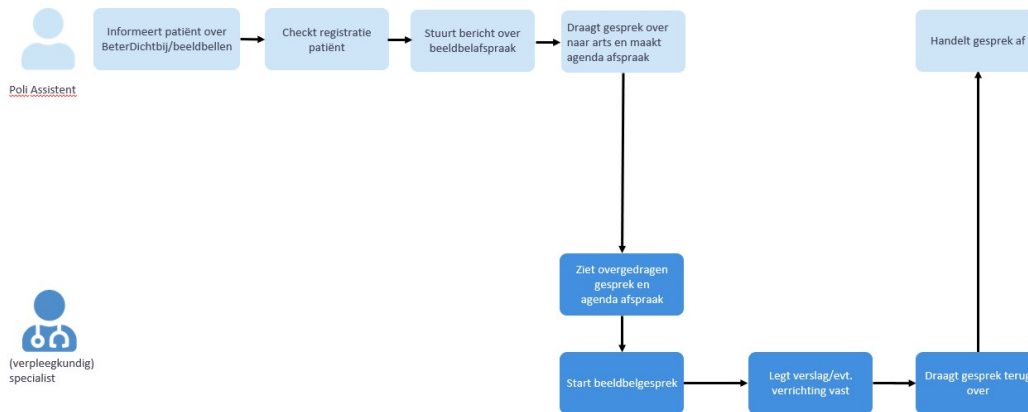 Informeert patiënt over
BeterDichtbij/beeldbellen
Checkt registratie
patiënt
Stuurt bericht over
beeldbelafspraak
Draagt gesprek over
naar arts en maakt
agenda afspraak
Handelt gesprek af
Poli Assistent
Ziet overgedragen
gesprek en
agenda afspraak
(verpleegkundig)
specialist
Start beeldbelgesprek
Legt verslag/evt.
verrichting vast
Draagt gesprek terug
over